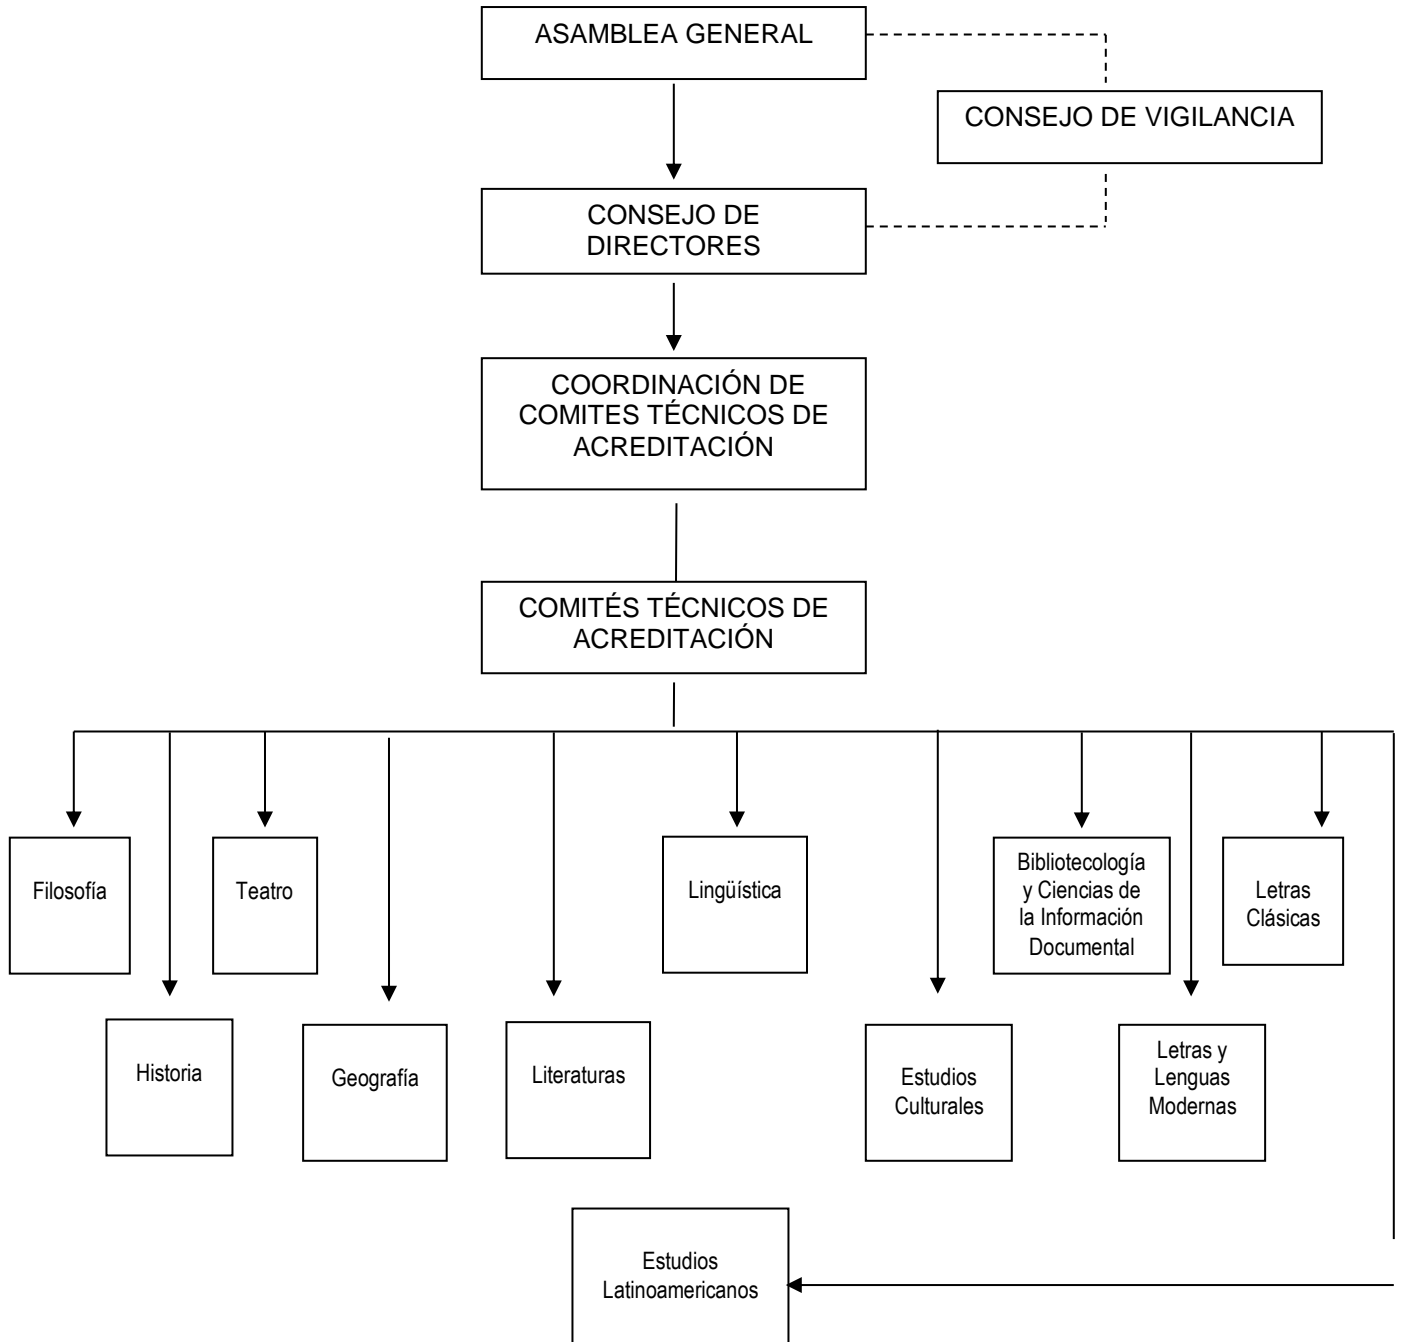 ASAMBLEA GENERAL
CONSEJO DE VIGILANCIA
CONSEJO DE
DIRECTORES
COORDINACIÓN DE
COMITES TÉCNICOS DE
ACREDITACIÓN
COMITÉS TÉCNICOS DE
ACREDITACIÓN
Filosofía
Teatro
Lingüística
Bibliotecología
y Ciencias de
la Información
Documental
Letras
Clásicas
Historia
Geografía
Literaturas
Estudios
Culturales
Letras y
Lenguas
Modernas
Estudios
Latinoamericanos